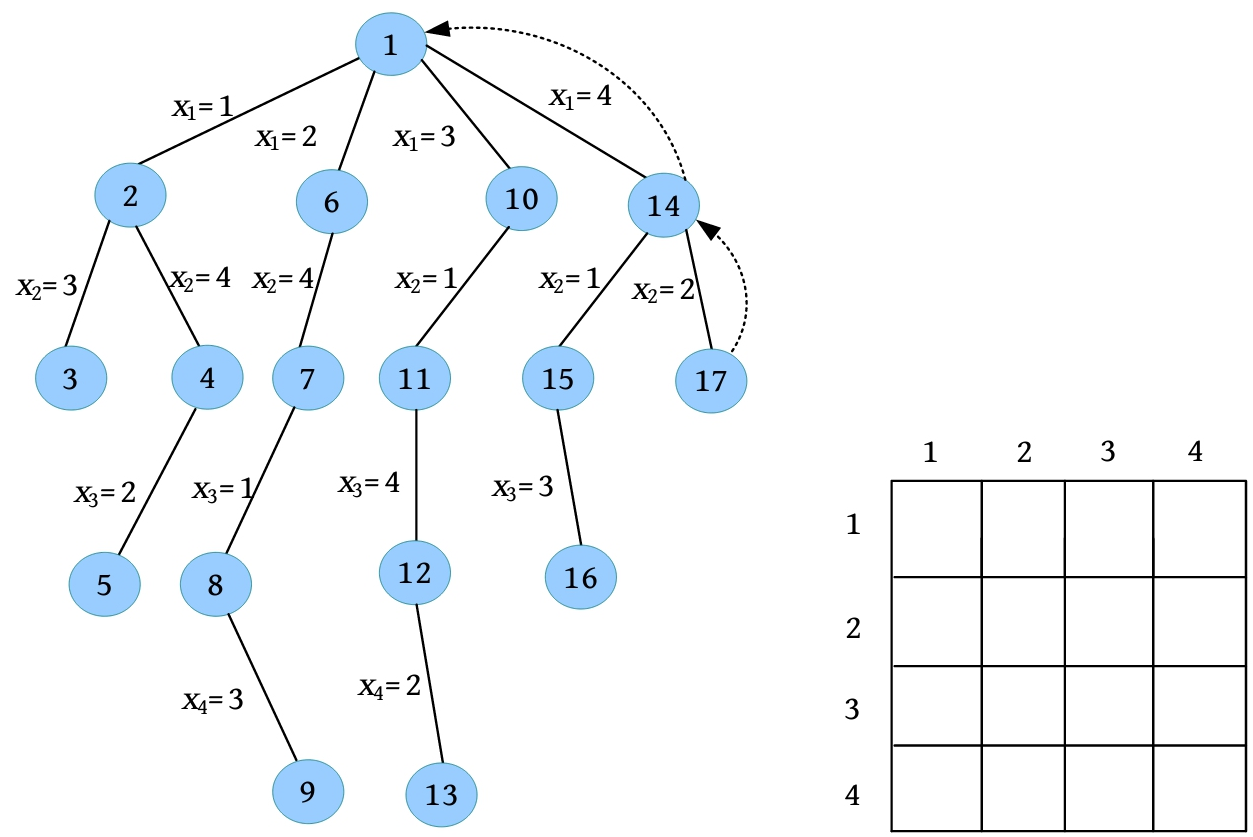 1
x₁= 1
x₁= 2
x₁= 3
x₁= 4
2
6
10
14
x₂= 3
x₂= 4
x₂= 4
x₂= 1
x₂= 1
x₂= 2
3
4
7
11
15
17
x₃= 2
x₃= 1
x₃= 4
x₃= 3
5
8
12
16
x₄= 3
x₄= 2
9
13
1 2 3 4
1
2
3
4